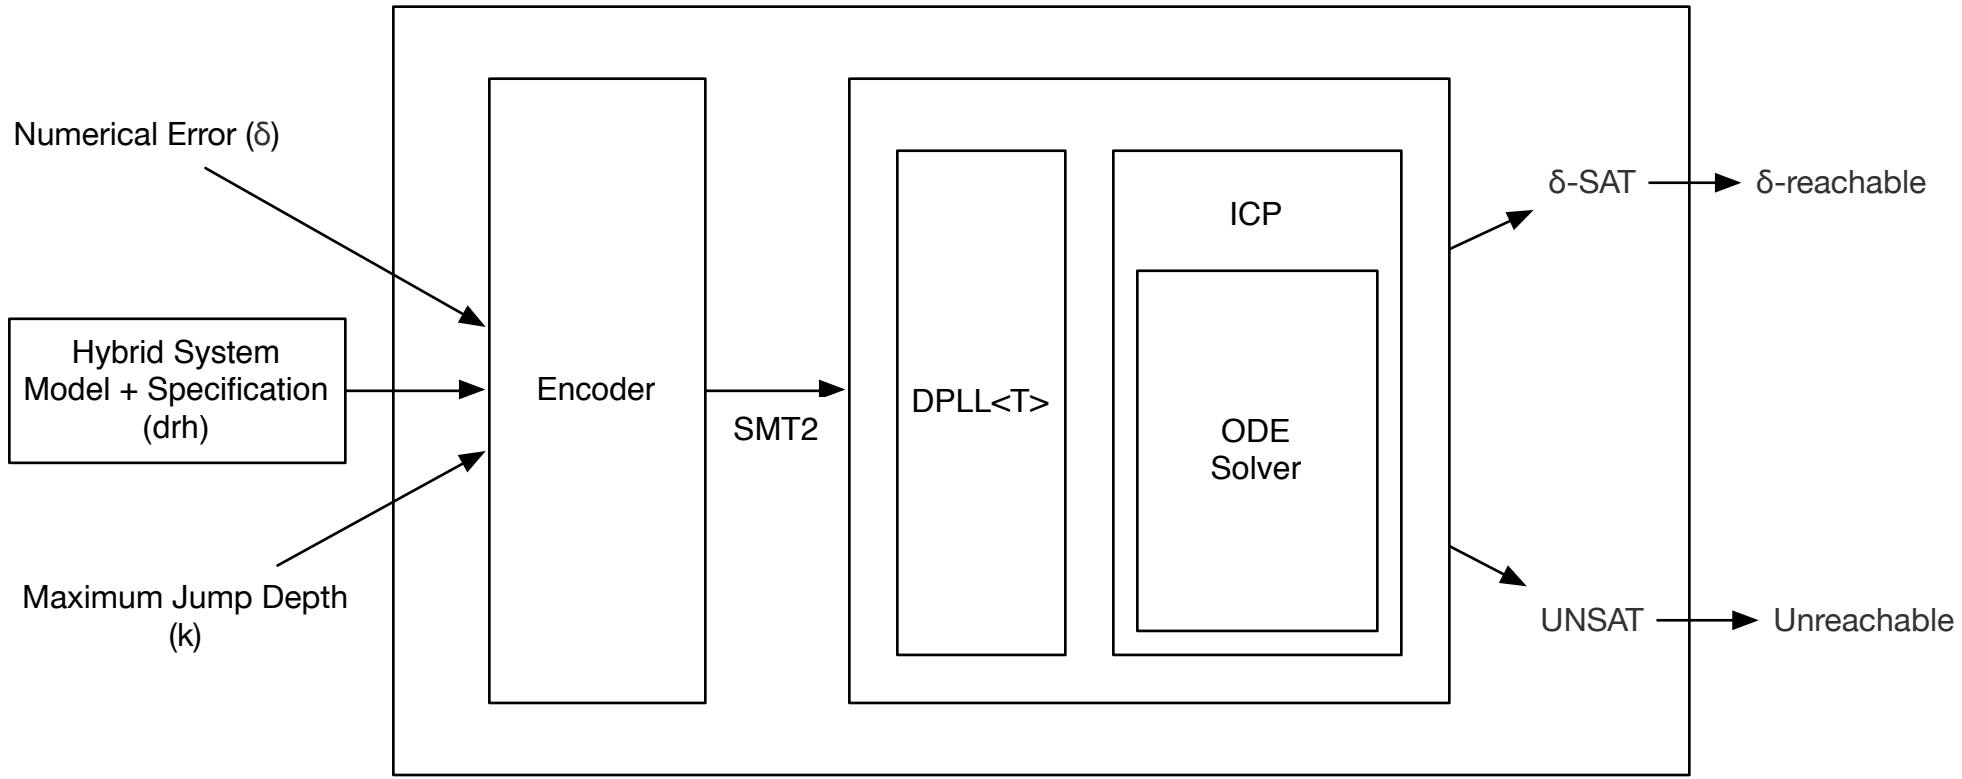 Numerical Error (δ)
Hybrid System
Model + Specification
(drh)
Maximum Jump Depth
(k)
Encoder
SMT2
DPLL<T>
ICP
ODE
Solver
δ-SAT
δ-reachable
UNSAT
Unreachable